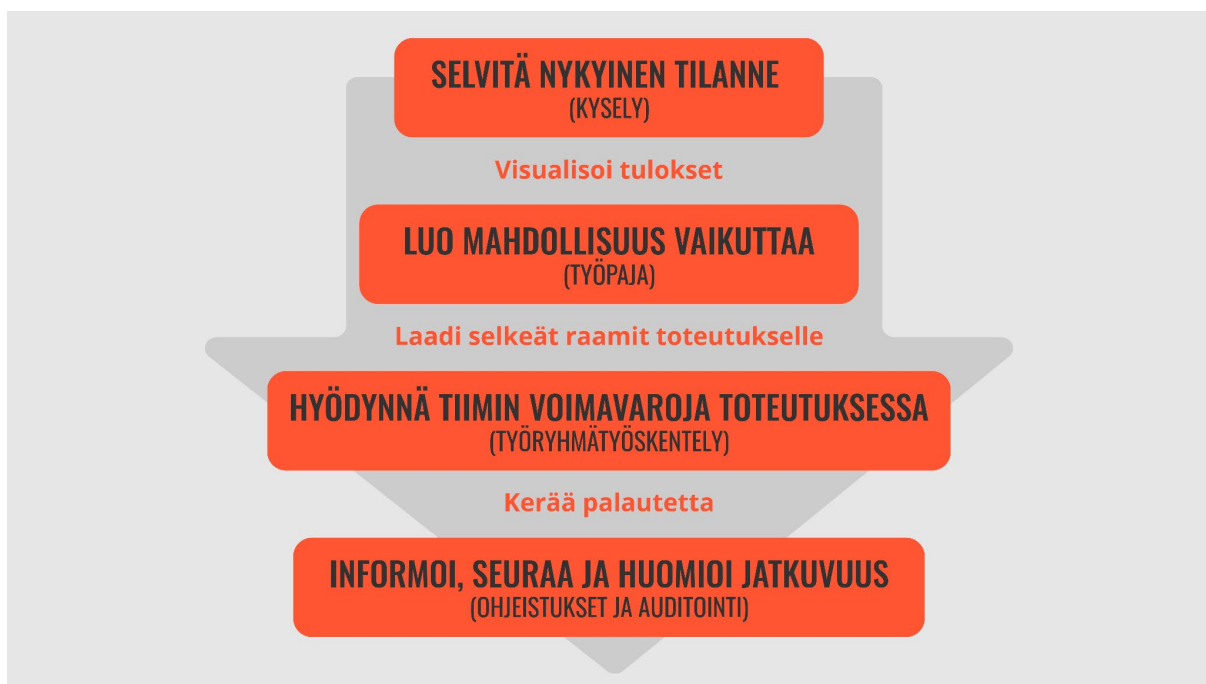 SELVITÄ NYKYINEN TILANNE
(KYSELY)
Visualisoi tulokset
LUO MAHDOLLISUUS VAIKUTTAA
(TYÖPAJA)
Laadi selkeät raamit toteutukselle
HYÖDYNNÄ TIIMIN VOIMAVAROJA TOTEUTUKSESSA
(TYÖRYHMÄTYÖSKENTELY)
Kerää palautetta
INFORMOI, SEURAA JA HUOMIOI JATKUVUUS
(OHJEISTUKSET JA AUDITOINTI)